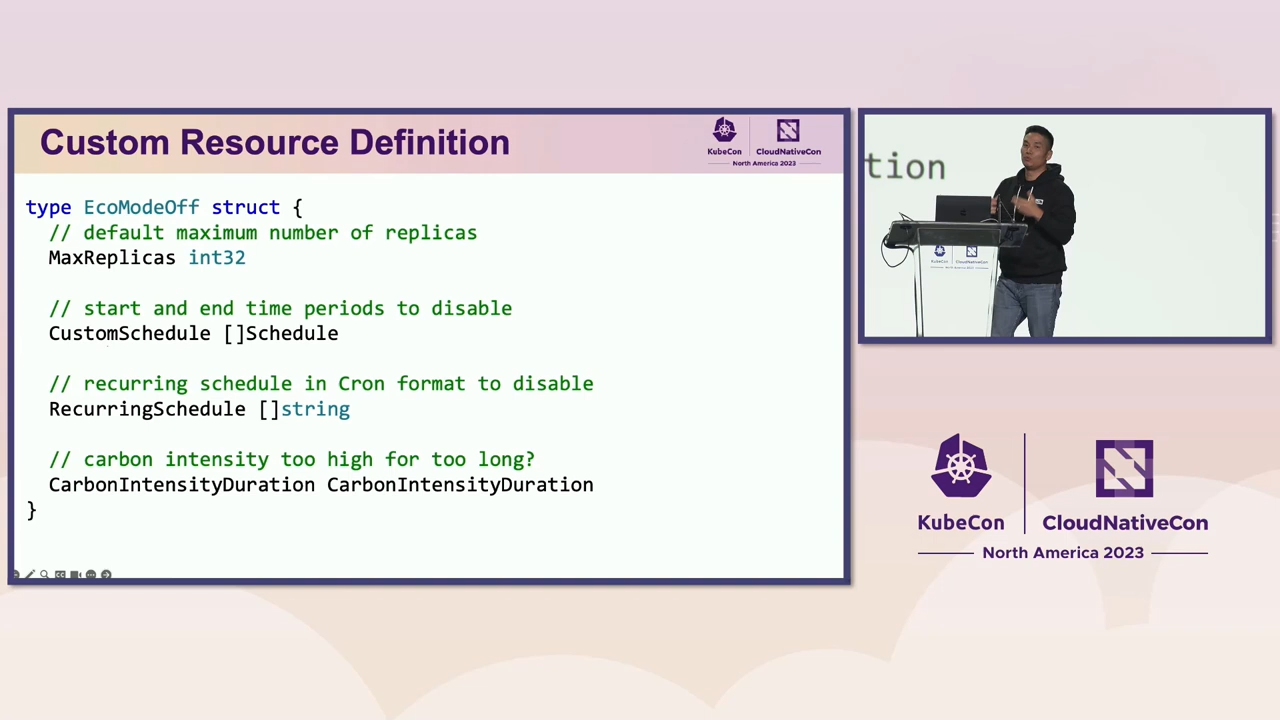 Custom Resource Definition
KubeCon
CloudNativeCon
North America 2023
type EcoModeOff struct {
// default maximum number of replicas
MaxReplicas int32
// start and end time periods to disable
CustomSchedule []Schedule
// recurring schedule in Cron format to disable
RecurringSchedule []string
// carbon intensity too high for too long?
CarbonIntensityDuration CarbonIntensityDuration
}
tion
KubeCon
CloudNativeCon
KubeCon
CloudNativeCon
North America 2023